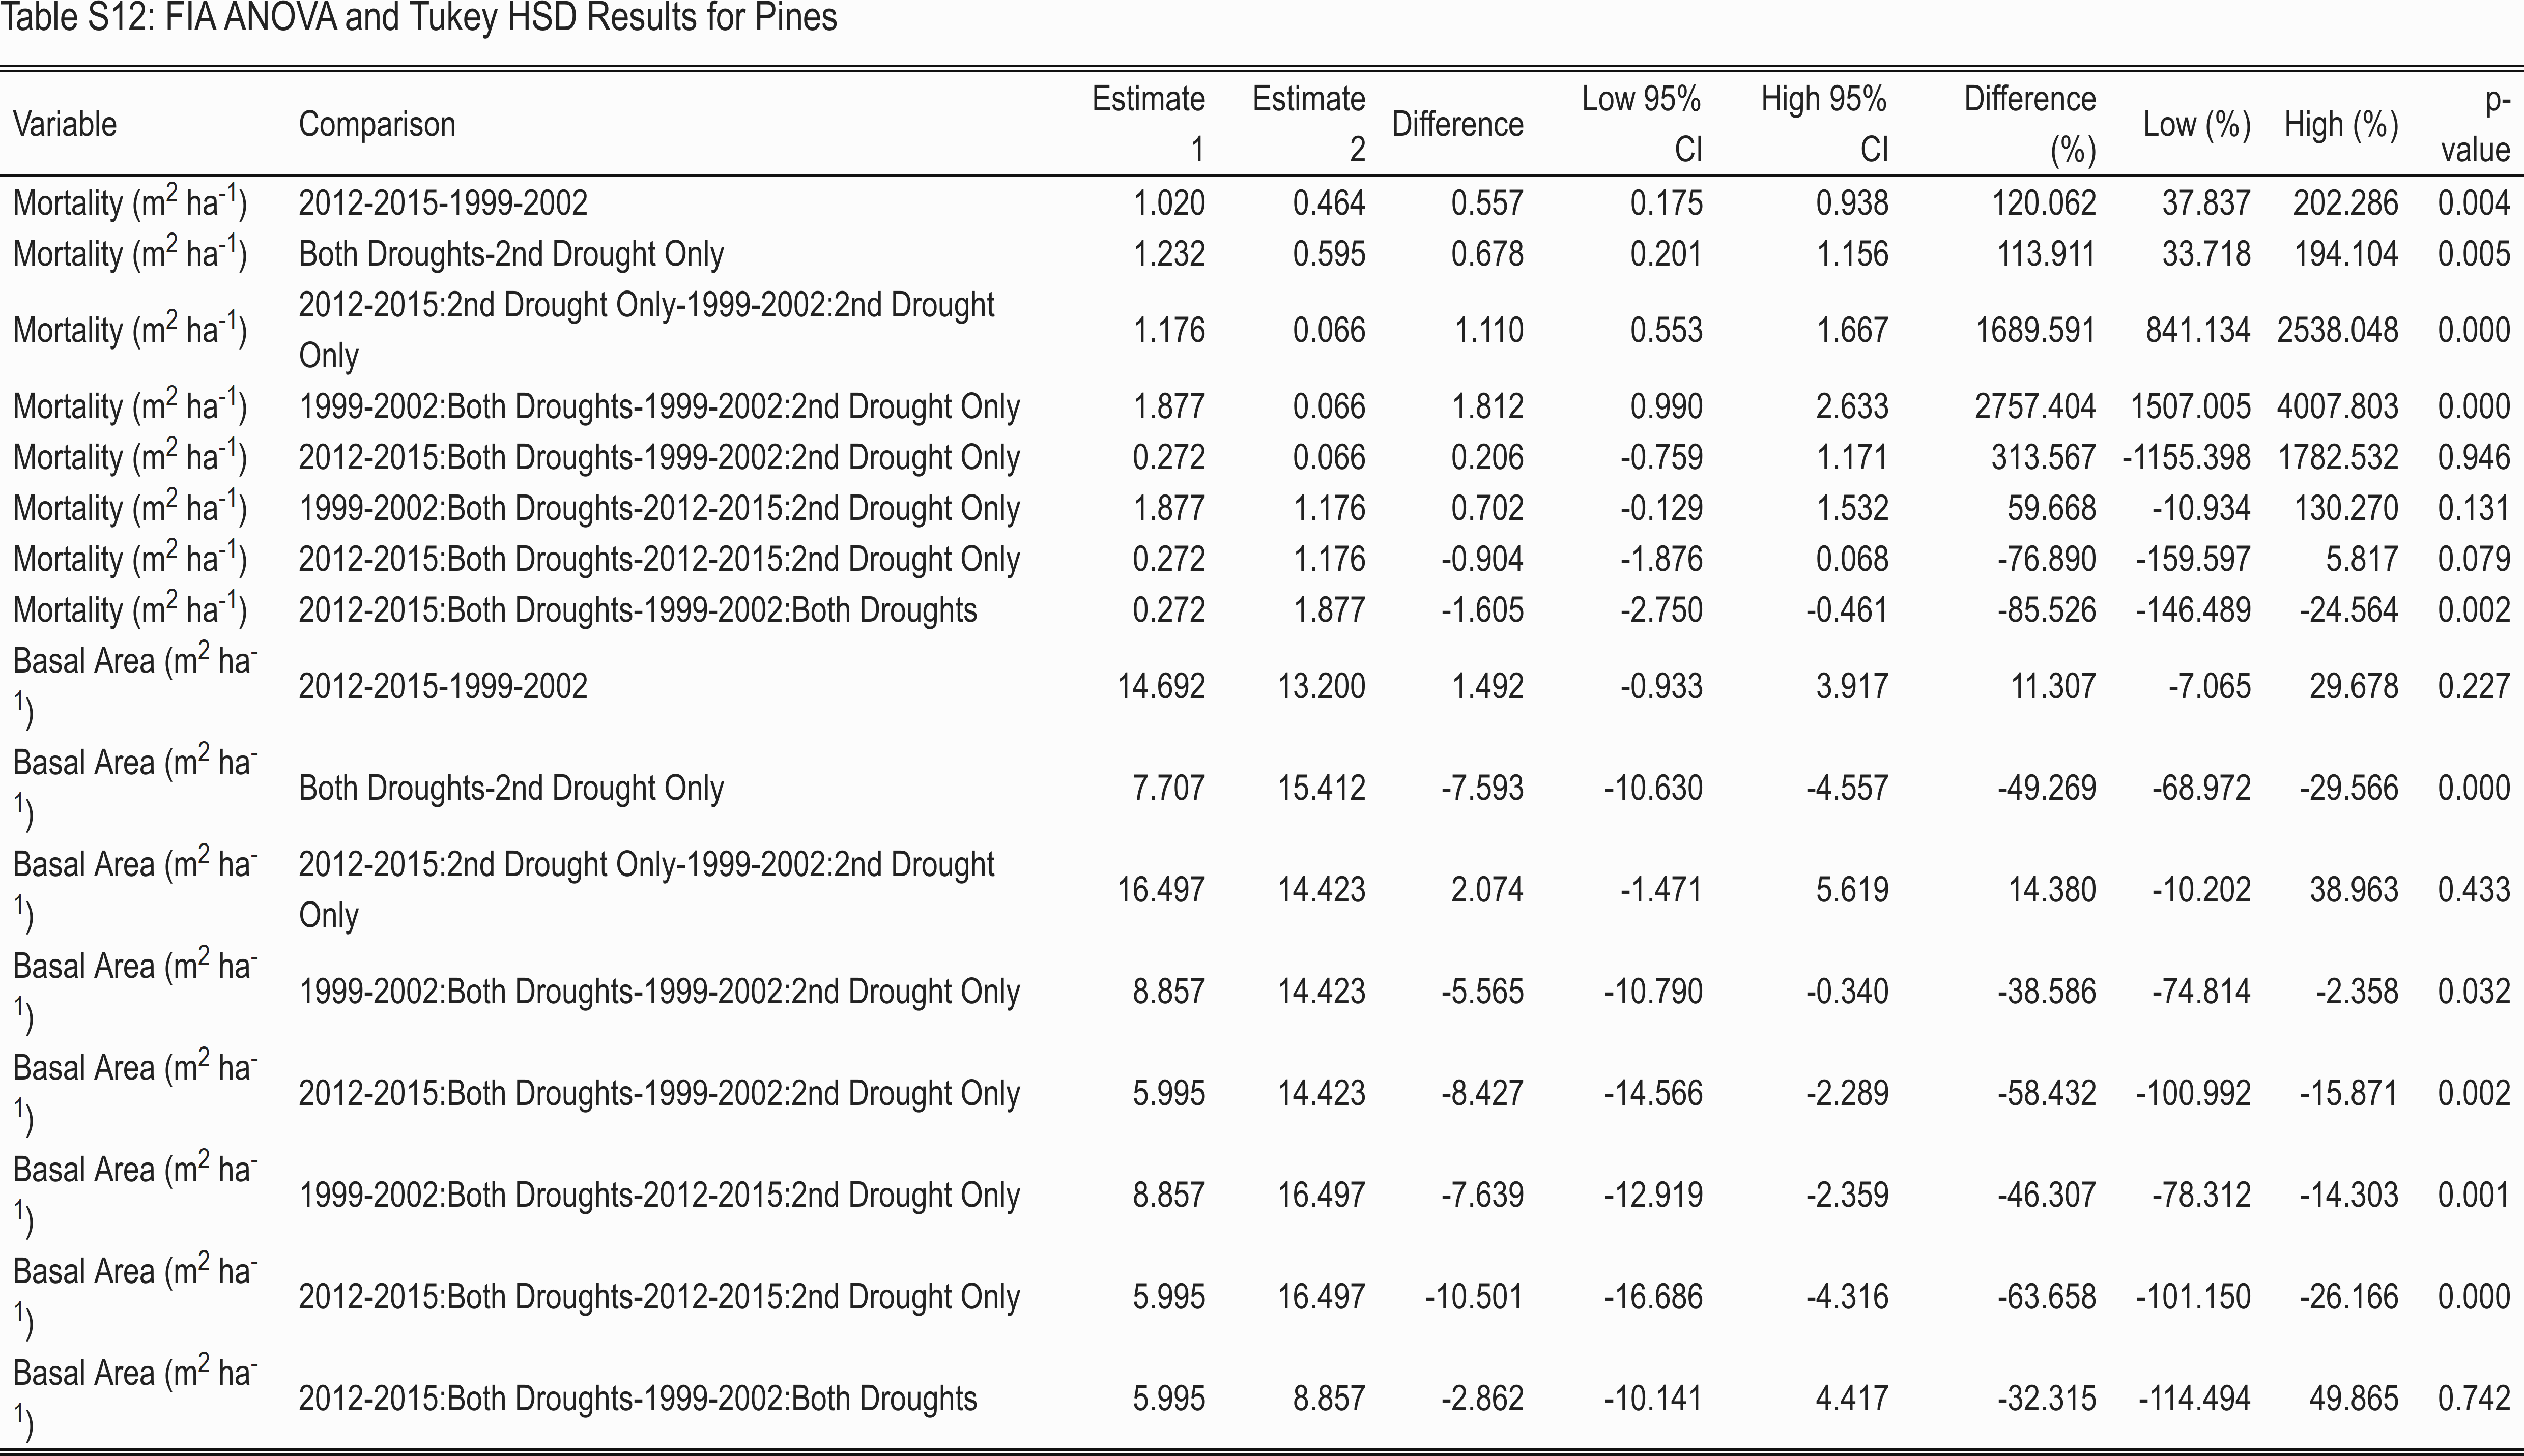 Table S12: FIA ANOVA and Tukey HSD Results for Pines
Variable Comparison Estimate 1 Estimate 2 Difference Low 95% CI High 95% CI Difference (%) Low (%) High (%) p-value
Mortality (m² ha⁻¹) 2012-2015-1999-2002 1.020 0.464 0.557 0.175 0.938 120.062 37.837 202.286 0.004
Mortality (m² ha⁻¹) Both Droughts-2nd Drought Only 1.232 0.595 0.678 0.201 1.156 113.911 33.718 194.104 0.005
Mortality (m² ha⁻¹) 2012-2015:2nd Drought Only-1999-2002:2nd Drought Only 1.176 0.066 1.110 0.553 1.667 1689.591 841.134 2538.048 0.000
Mortality (m² ha⁻¹) 1999-2002:Both Droughts-1999-2002:2nd Drought Only 1.877 0.066 1.812 0.990 2.633 2757.404 1507.005 4007.803 0.000
Mortality (m² ha⁻¹) 2012-2015:Both Droughts-1999-2002:2nd Drought Only 0.272 0.066 0.206 -0.759 1.171 313.567 -1155.398 1782.532 0.946
Mortality (m² ha⁻¹) 1999-2002:Both Droughts-2012-2015:2nd Drought Only 1.877 1.176 0.702 -0.129 1.532 59.668 -10.934 130.270 0.131
Mortality (m² ha⁻¹) 2012-2015:Both Droughts-2012-2015:2nd Drought Only 0.272 1.176 -0.904 -1.876 0.068 -76.890 -159.597 5.817 0.079
Mortality (m² ha⁻¹) 2012-2015:Both Droughts-1999-2002:Both Droughts 0.272 1.877 -1.605 -2.750 -0.461 -85.526 -146.489 -24.564 0.002
Basal Area (m² ha⁻¹) 2012-2015-1999-2002 14.692 13.200 1.492 -0.933 3.917 11.307 -7.065 29.678 0.227
Basal Area (m² ha⁻¹) Both Droughts-2nd Drought Only 7.707 15.412 -7.593 -10.630 -4.557 -49.269 -68.972 -29.566 0.000
Basal Area (m² ha⁻¹) 2012-2015:2nd Drought Only-1999-2002:2nd Drought Only 16.497 14.423 2.074 -1.471 5.619 14.380 -10.202 38.963 0.433
Basal Area (m² ha⁻¹) 1999-2002:Both Droughts-1999-2002:2nd Drought Only 8.857 14.423 -5.565 -10.790 -0.340 -38.586 -74.814 -2.358 0.032
Basal Area (m² ha⁻¹) 2012-2015:Both Droughts-1999-2002:2nd Drought Only 5.995 14.423 -8.427 -14.566 -2.289 -58.432 -100.992 -15.871 0.002
Basal Area (m² ha⁻¹) 1999-2002:Both Droughts-2012-2015:2nd Drought Only 8.857 16.497 -7.639 -12.919 -2.359 -46.307 -78.312 -14.303 0.001
Basal Area (m² ha⁻¹) 2012-2015:Both Droughts-2012-2015:2nd Drought Only 5.995 16.497 -10.501 -16.686 -4.316 -63.658 -101.150 -26.166 0.000
Basal Area (m² ha⁻¹) 2012-2015:Both Droughts-1999-2002:Both Droughts 5.995 8.857 -2.862 -10.141 4.417 -32.315 -114.494 49.865 0.742